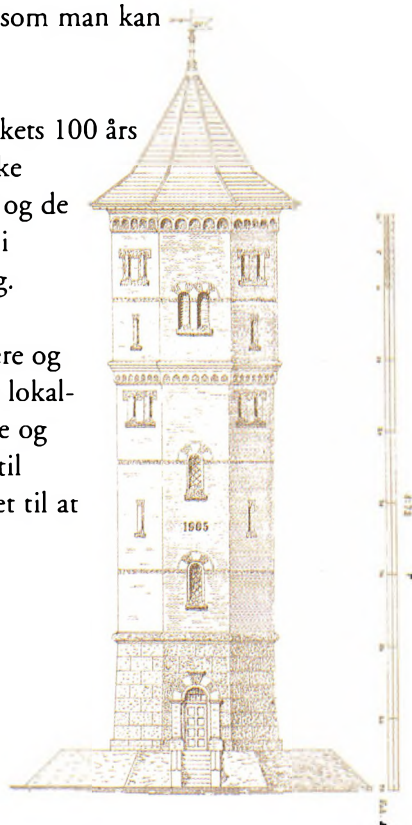 som man kan
kets 100 års
ke
og de
i
g.
ere og
lokal-
e og
til
et til at
1905